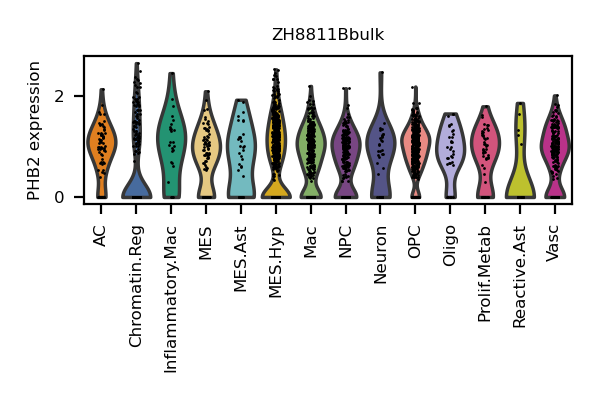 ZH8811Bbulk
PHB2 expression
2
0
AC
Chromatin.Reg
Inflammatory.Mac
MES
MES.Ast
MES.Hyp
Mac
NPC
Neuron
OPC
Oligo
Prolif.Metab
Reactive.Ast
Vasc